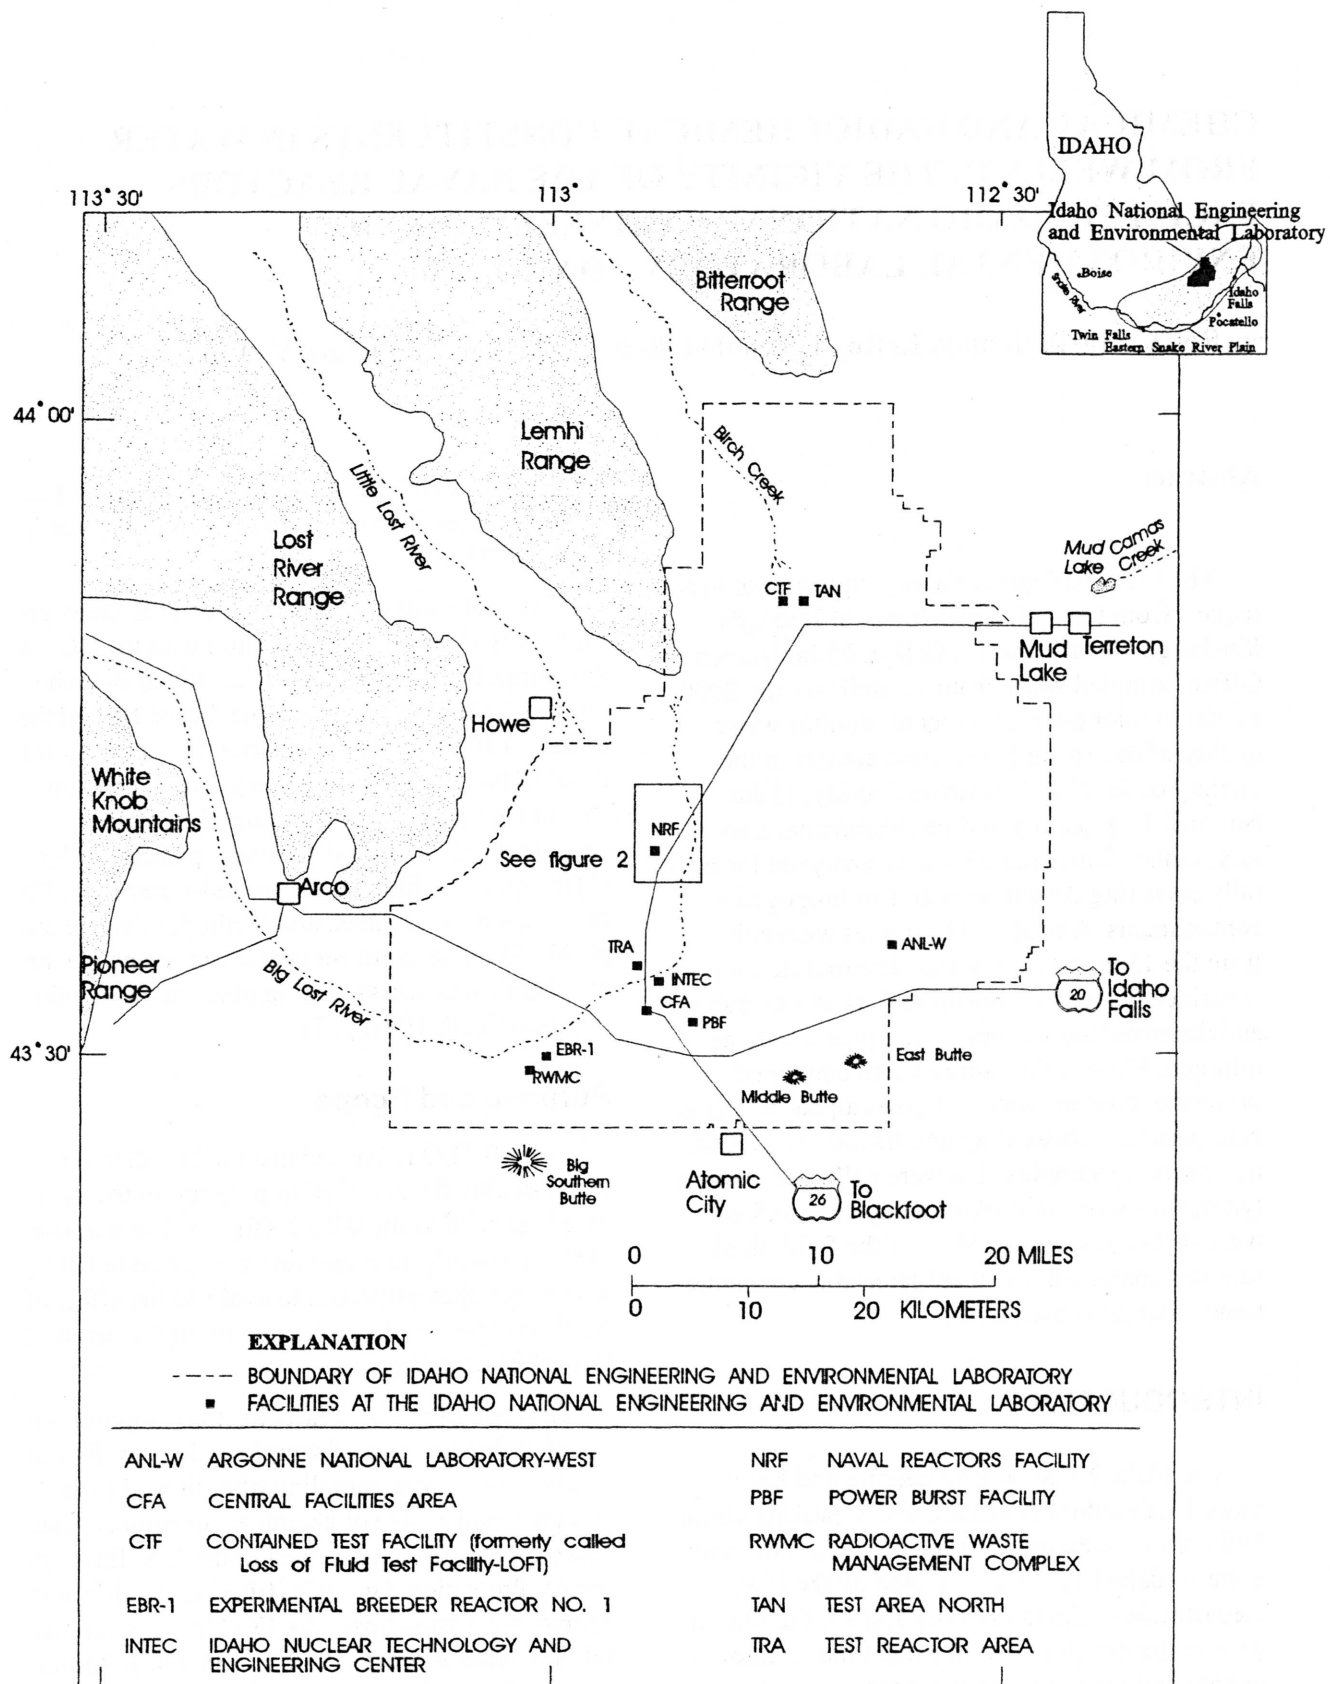 IDAHO
Idaho National Engineering
and Environmental Laboratory
Boise
Snake River
Idaho
Falls
Pocatello
Twin Falls
Eastern Snake River Plain
113°30'
113°
112°30'
Bitterroot
Range
44°00'
Lemhi
Range
Birch Creek
Little Lost River
Lost
River
Range
Mud
Lake
Camas
Creek
CTF
TAN
Mud
Lake
Terreton
Howe
White
Knob
Mountains
NRF
See figure 2
Arco
TRA
ANL-W
Pioneer
Range
Big Lost River
INTEC
CFA
PBF
20
To
Idaho
Falls
43°30'
EBR-1
RWMC
East Butte
Middle Butte
Big
Southern
Butte
Atomic
City
26
To
Blackfoot
0 10 20 MILES
0 10 20 KILOMETERS
EXPLANATION
BOUNDARY OF IDAHO NATIONAL ENGINEERING AND ENVIRONMENTAL LABORATORY
FACILITIES AT THE IDAHO NATIONAL ENGINEERING AND ENVIRONMENTAL LABORATORY
ANL-W ARGONNE NATIONAL LABORATORY-WEST
CFA CENTRAL FACILITIES AREA
CTF CONTAINED TEST FACILITY (formerly called
Loss of Fluid Test Facility-LOFT)
EBR-1 EXPERIMENTAL BREEDER REACTOR NO. 1
INTEC IDAHO NUCLEAR TECHNOLOGY AND
ENGINEERING CENTER
NRF NAVAL REACTORS FACILITY
PBF POWER BURST FACILITY
RWMC RADIOACTIVE WASTE
MANAGEMENT COMPLEX
TAN TEST AREA NORTH
TRA TEST REACTOR AREA